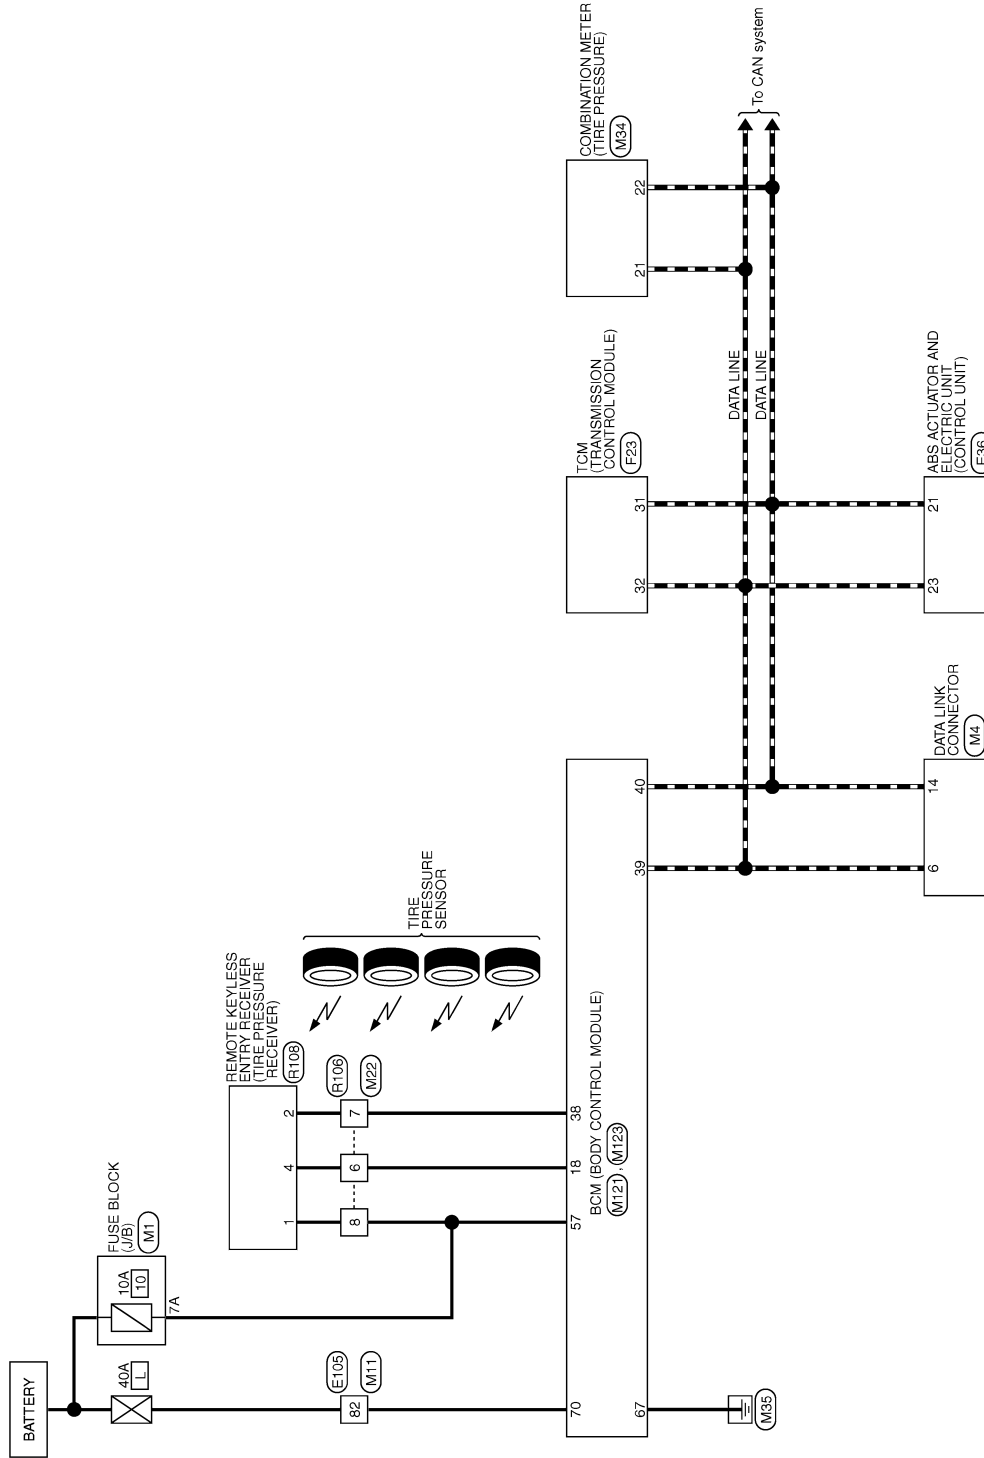 BATTERY
40A
L
10A
10
FUSE BLOCK
(J/B)
M1
7A
E105
82
M11
REMOTE KEYLESS
ENTRY RECEIVER
(TIRE PRESSURE
RECEIVER)
R108
1
4
2
8
6
7
R106
M22
TIRE
PRESSURE
SENSOR
70
57
18
38
BCM (BODY CONTROL MODULE)
M121 , M123
67
39
40
M35
TCM
(TRANSMISSION
CONTROL MODULE)
F23
32
31
COMBINATION METER
(TIRE PRESSURE)
M34
21
22
DATA LINE
DATA LINE
To CAN system
DATA LINK
CONNECTOR
M4
6
14
ABS ACTUATOR AND
ELECTRIC UNIT
(CONTROL UNIT)
23
21